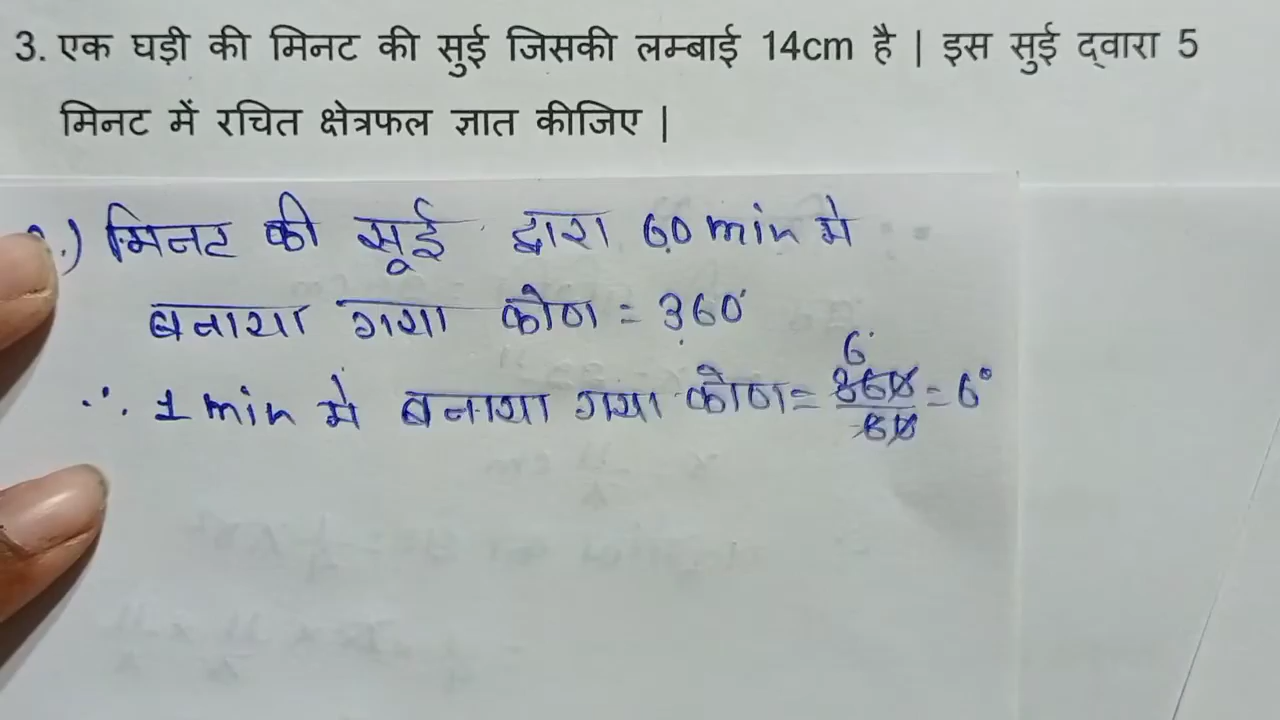 3. एक घड़ी की मिनट की सुई जिसकी लम्बाई 14cm है | इस सुई द्वारा 5
मिनट में रचित क्षेत्रफल ज्ञात कीजिए |
.) मिनट की सूई द्वारा 60 min मे
बनाया गया कोण = 360°
∴ 1 min मे बनाया गया कोण = 360/60 = 6°
6